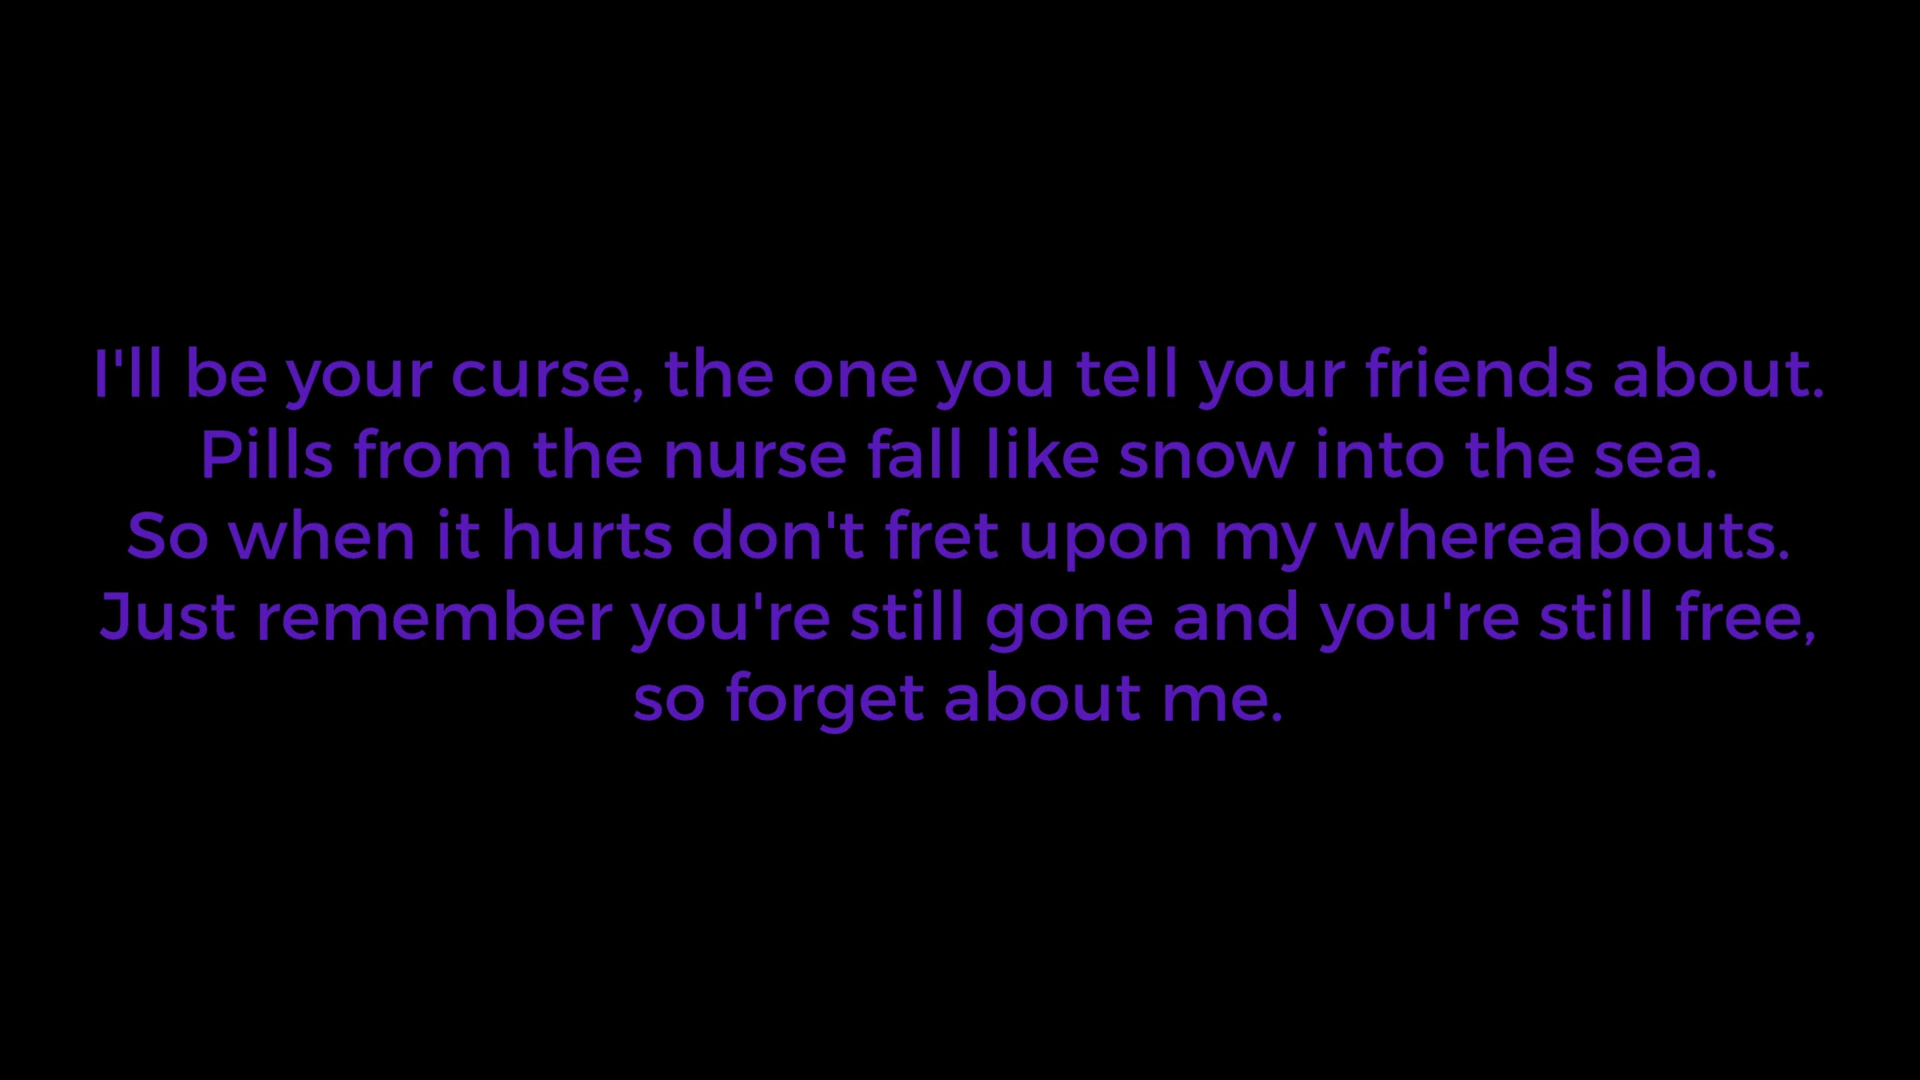 I'll be your curse, the one you tell your friends about.
Pills from the nurse fall like snow into the sea.
So when it hurts don't fret upon my whereabouts.
Just remember you're still gone and you're still free,
so forget about me.